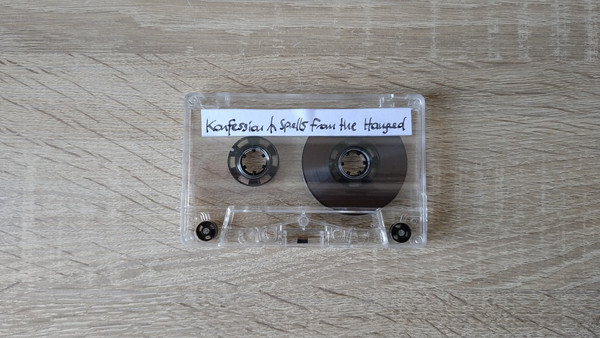 Konfession / Spells from the Hanged